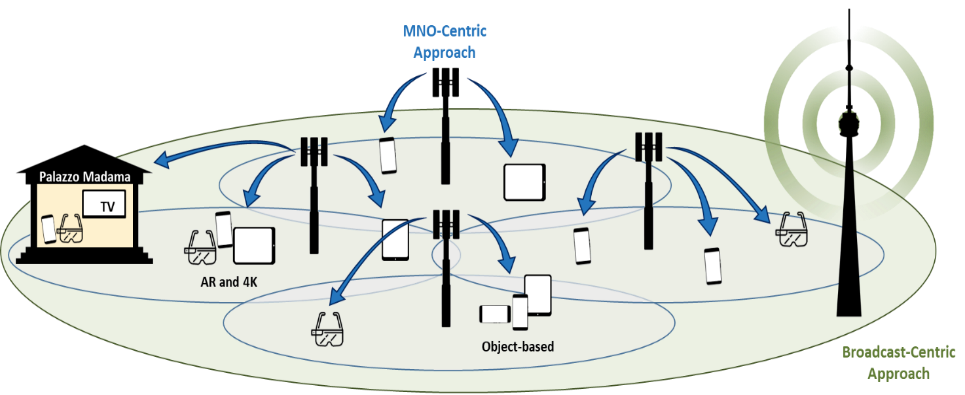 MNO-Centric
Approach
Palazzo Madama
TV
AR and 4K
Object-based
Broadcast-Centric
Approach